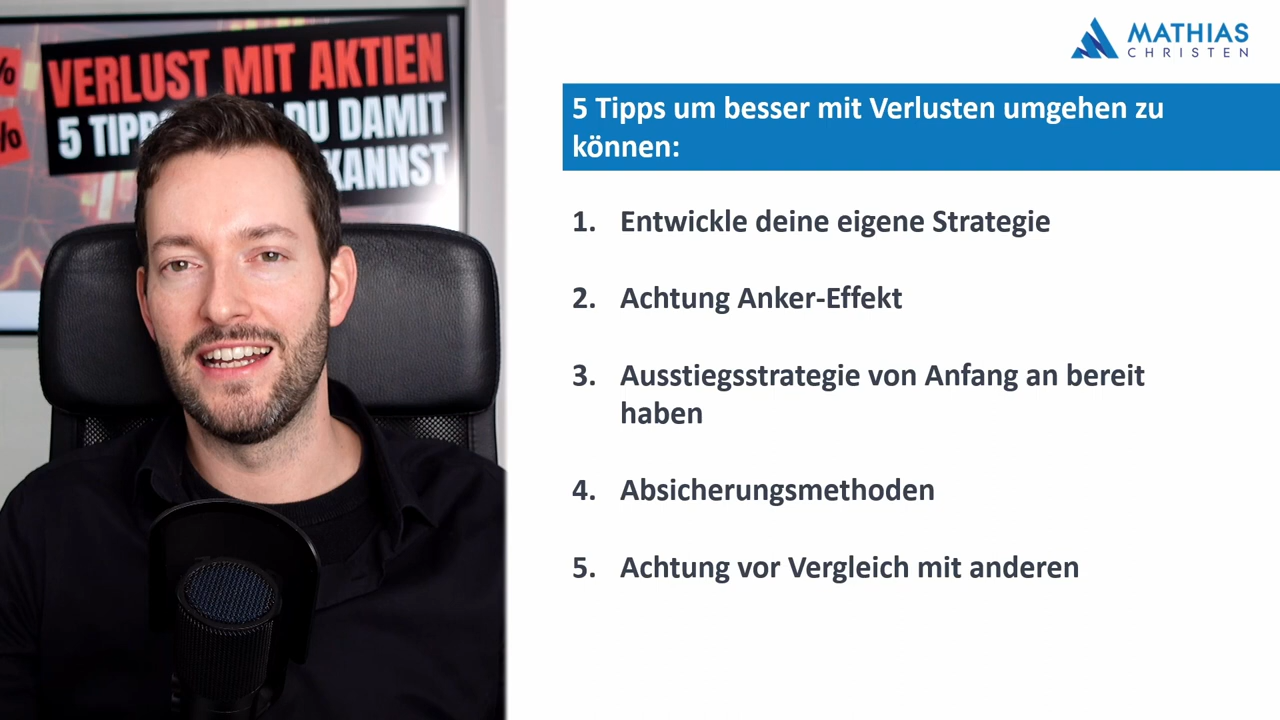 %
%
VERLUST MIT AKTIEN
5 DU DAMIT
KANNST
MATHIAS
CHRISTEN
5 Tipps um besser mit Verlusten umgehen zu
können:
1. Entwickle deine eigene Strategie
2. Achtung Anker-Effekt
3. Ausstiegsstrategie von Anfang an bereit
haben
4. Absicherungsmethoden
5. Achtung vor Vergleich mit anderen